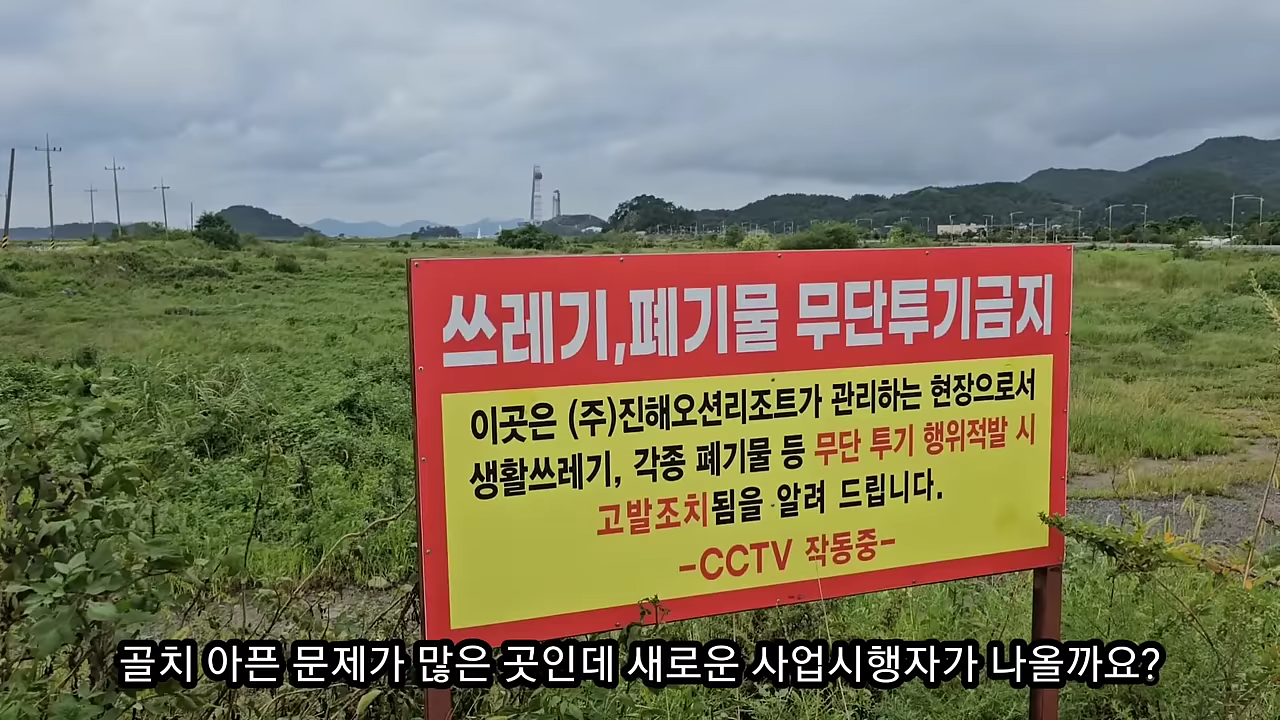 쓰레기,폐기물 무단투기금지
이곳은 (주)진해오션리조트가 관리하는 현장으로서
생활쓰레기, 각종 폐기물 등 무단 투기 행위적발 시
고발조치됨을 알려 드립니다.
-CCTV 작동중-
골치 아픈 문제가 많은 곳인데 새로운 사업시행자가 나올까요?